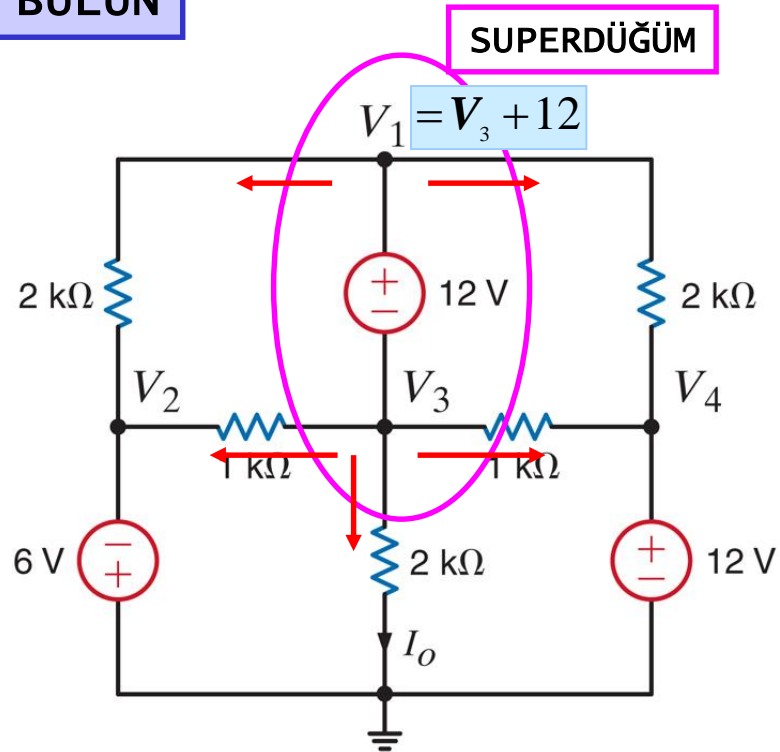 BULUN
SUPERDÜĞÜM
V₁ = V₃ + 12
2 kΩ
12 V
2 kΩ
V₂
V₃
V₄
1 kΩ
1 kΩ
6 V
2 kΩ
12 V
Iₒ